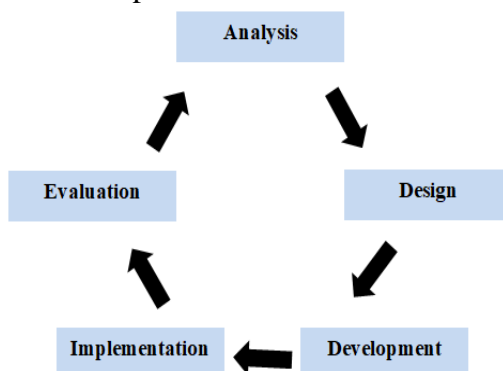 Analysis
Evaluation
Design
Implementation
Development